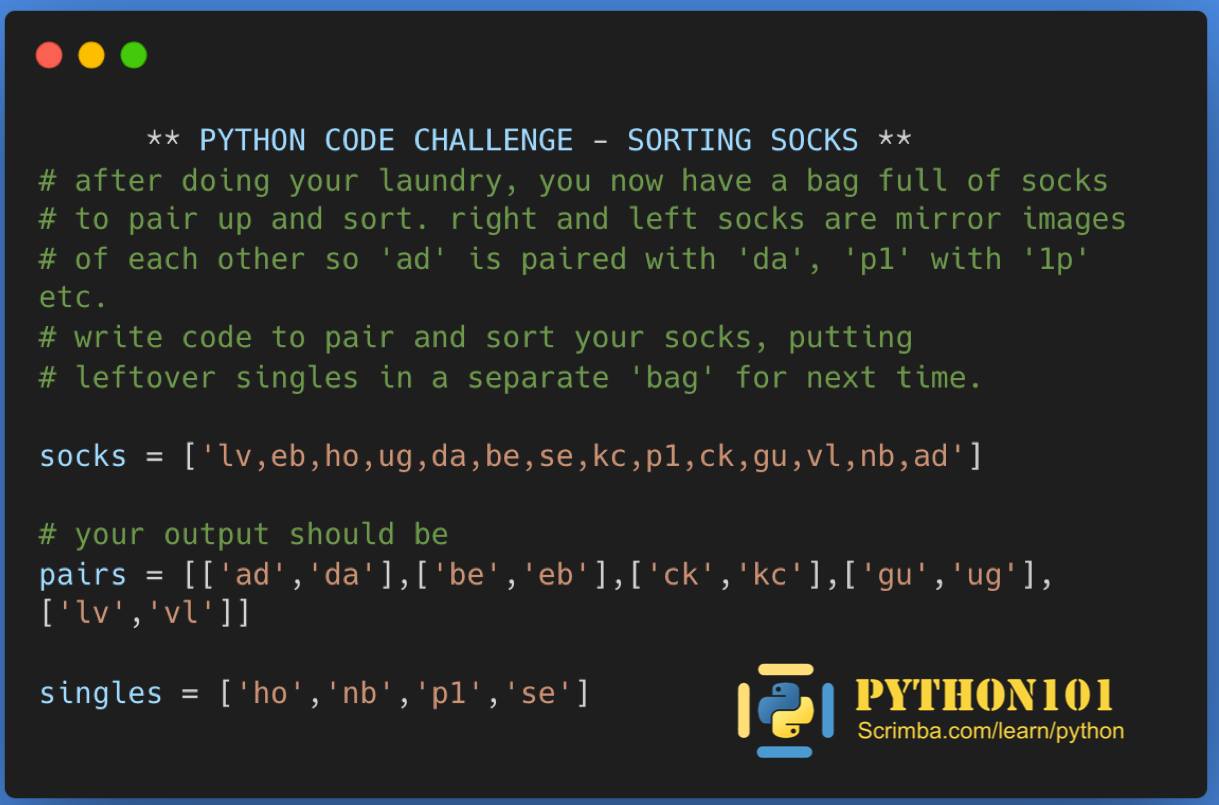 ** PYTHON CODE CHALLENGE – SORTING SOCKS **
# after doing your laundry, you now have a bag full of socks
# to pair up and sort. right and left socks are mirror images
# of each other so 'ad' is paired with 'da', 'p1' with '1p'
etc.
# write code to pair and sort your socks, putting
# leftover singles in a separate 'bag' for next time.
socks = ['lv,eb,ho,ug,da,be,se,kc,p1,ck,gu,vl,nb,ad']
# your output should be
pairs = [['ad','da'],['be','eb'],['ck','kc'],['gu','ug'],
['lv','vl']]
singles = ['ho','nb','p1','se']
PYTHON101
Scrimba.com/learn/python